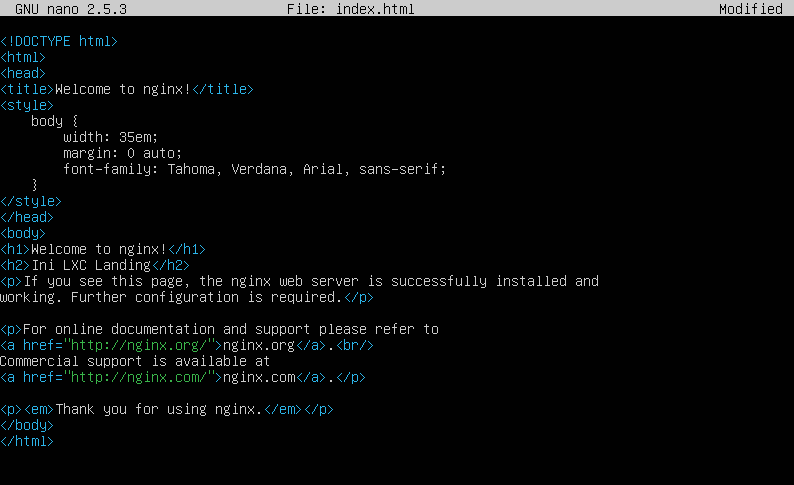 GNU nano 2.5.3 File: index.html Modified
<!DOCTYPE html>
<html>
<head>
<title>Welcome to nginx!</title>
<style>
    body {
        width: 35em;
        margin: 0 auto;
        font-family: Tahoma, Verdana, Arial, sans-serif;
    }
</style>
</head>
<body>
<h1>Welcome to nginx!</h1>
<h2>Ini LXC Landing</h2>
<p>If you see this page, the nginx web server is successfully installed and
working. Further configuration is required.</p>
<p>For online documentation and support please refer to
<a href="http://nginx.org/">nginx.org</a>.<br/>
Commercial support is available at
<a href="http://nginx.com/">nginx.com</a>.</p>
<p><em>Thank you for using nginx.</em></p>
</body>
</html>